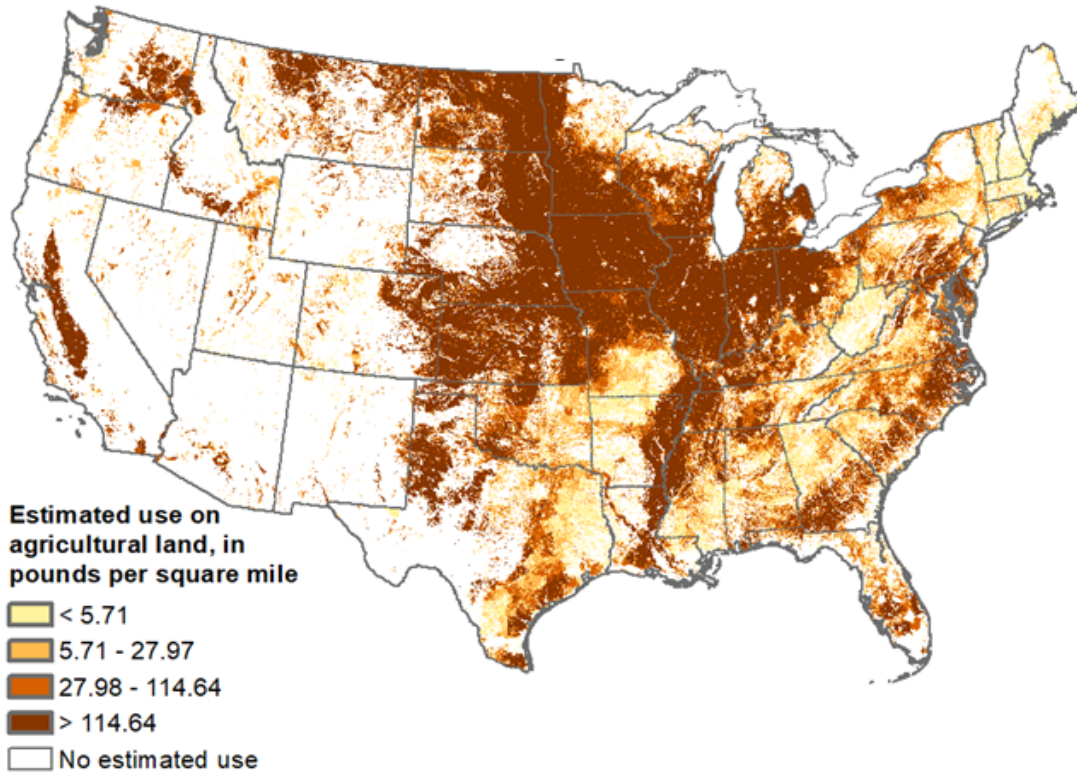 Estimated use on
agricultural land, in
pounds per square mile
< 5.71
5.71 - 27.97
27.98 - 114.64
> 114.64
No estimated use